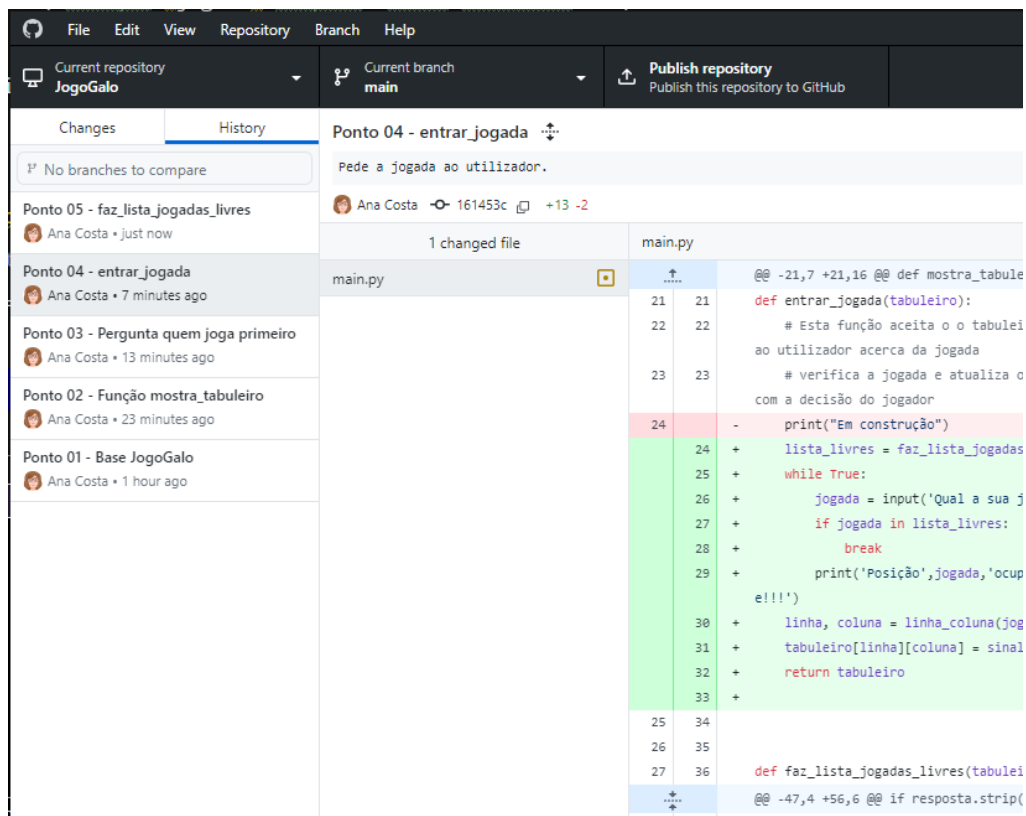 File Edit View Repository Branch Help
Current repository
JogoGalo
Current branch
main
Publish repository
Publish this repository to GitHub
Changes History
No branches to compare
Ponto 05 - faz_lista_jogadas_livres
Ana Costa • just now
Ponto 04 - entrar_jogada
Ana Costa • 7 minutes ago
Ponto 03 - Pergunta quem joga primeiro
Ana Costa • 13 minutes ago
Ponto 02 - Função mostra_tabuleiro
Ana Costa • 23 minutes ago
Ponto 01 - Base JogoGalo
Ana Costa • 1 hour ago
Ponto 04 - entrar_jogada
Pede a jogada ao utilizador.
Ana Costa 161453c +13 -2
1 changed file
main.py
main.py
@@ -21,7 +21,16 @@ def mostra_tabule
21 21 def entrar_jogada(tabuleiro):
22 22 # Esta função aceita o o tabulei
ao utilizador acerca da jogada
23 23 # verifica a jogada e atualiza o
com a decisão do jogador
24 - print("Em construção")
24 + lista_livres = faz_lista_jogadas
25 + while True:
26 + jogada = input('Qual a sua j
27 + if jogada in lista_livres:
28 + break
29 + print('Posição',jogada,'ocup
e!!!')
30 + linha, coluna = linha_coluna(jog
31 + tabuleiro[linha][coluna] = sinal
32 + return tabuleiro
33 +
25 34
26 35
27 36 def faz_lista_jogadas_livres(tabulei
@@ -47,4 +56,6 @@ if resposta.strip(